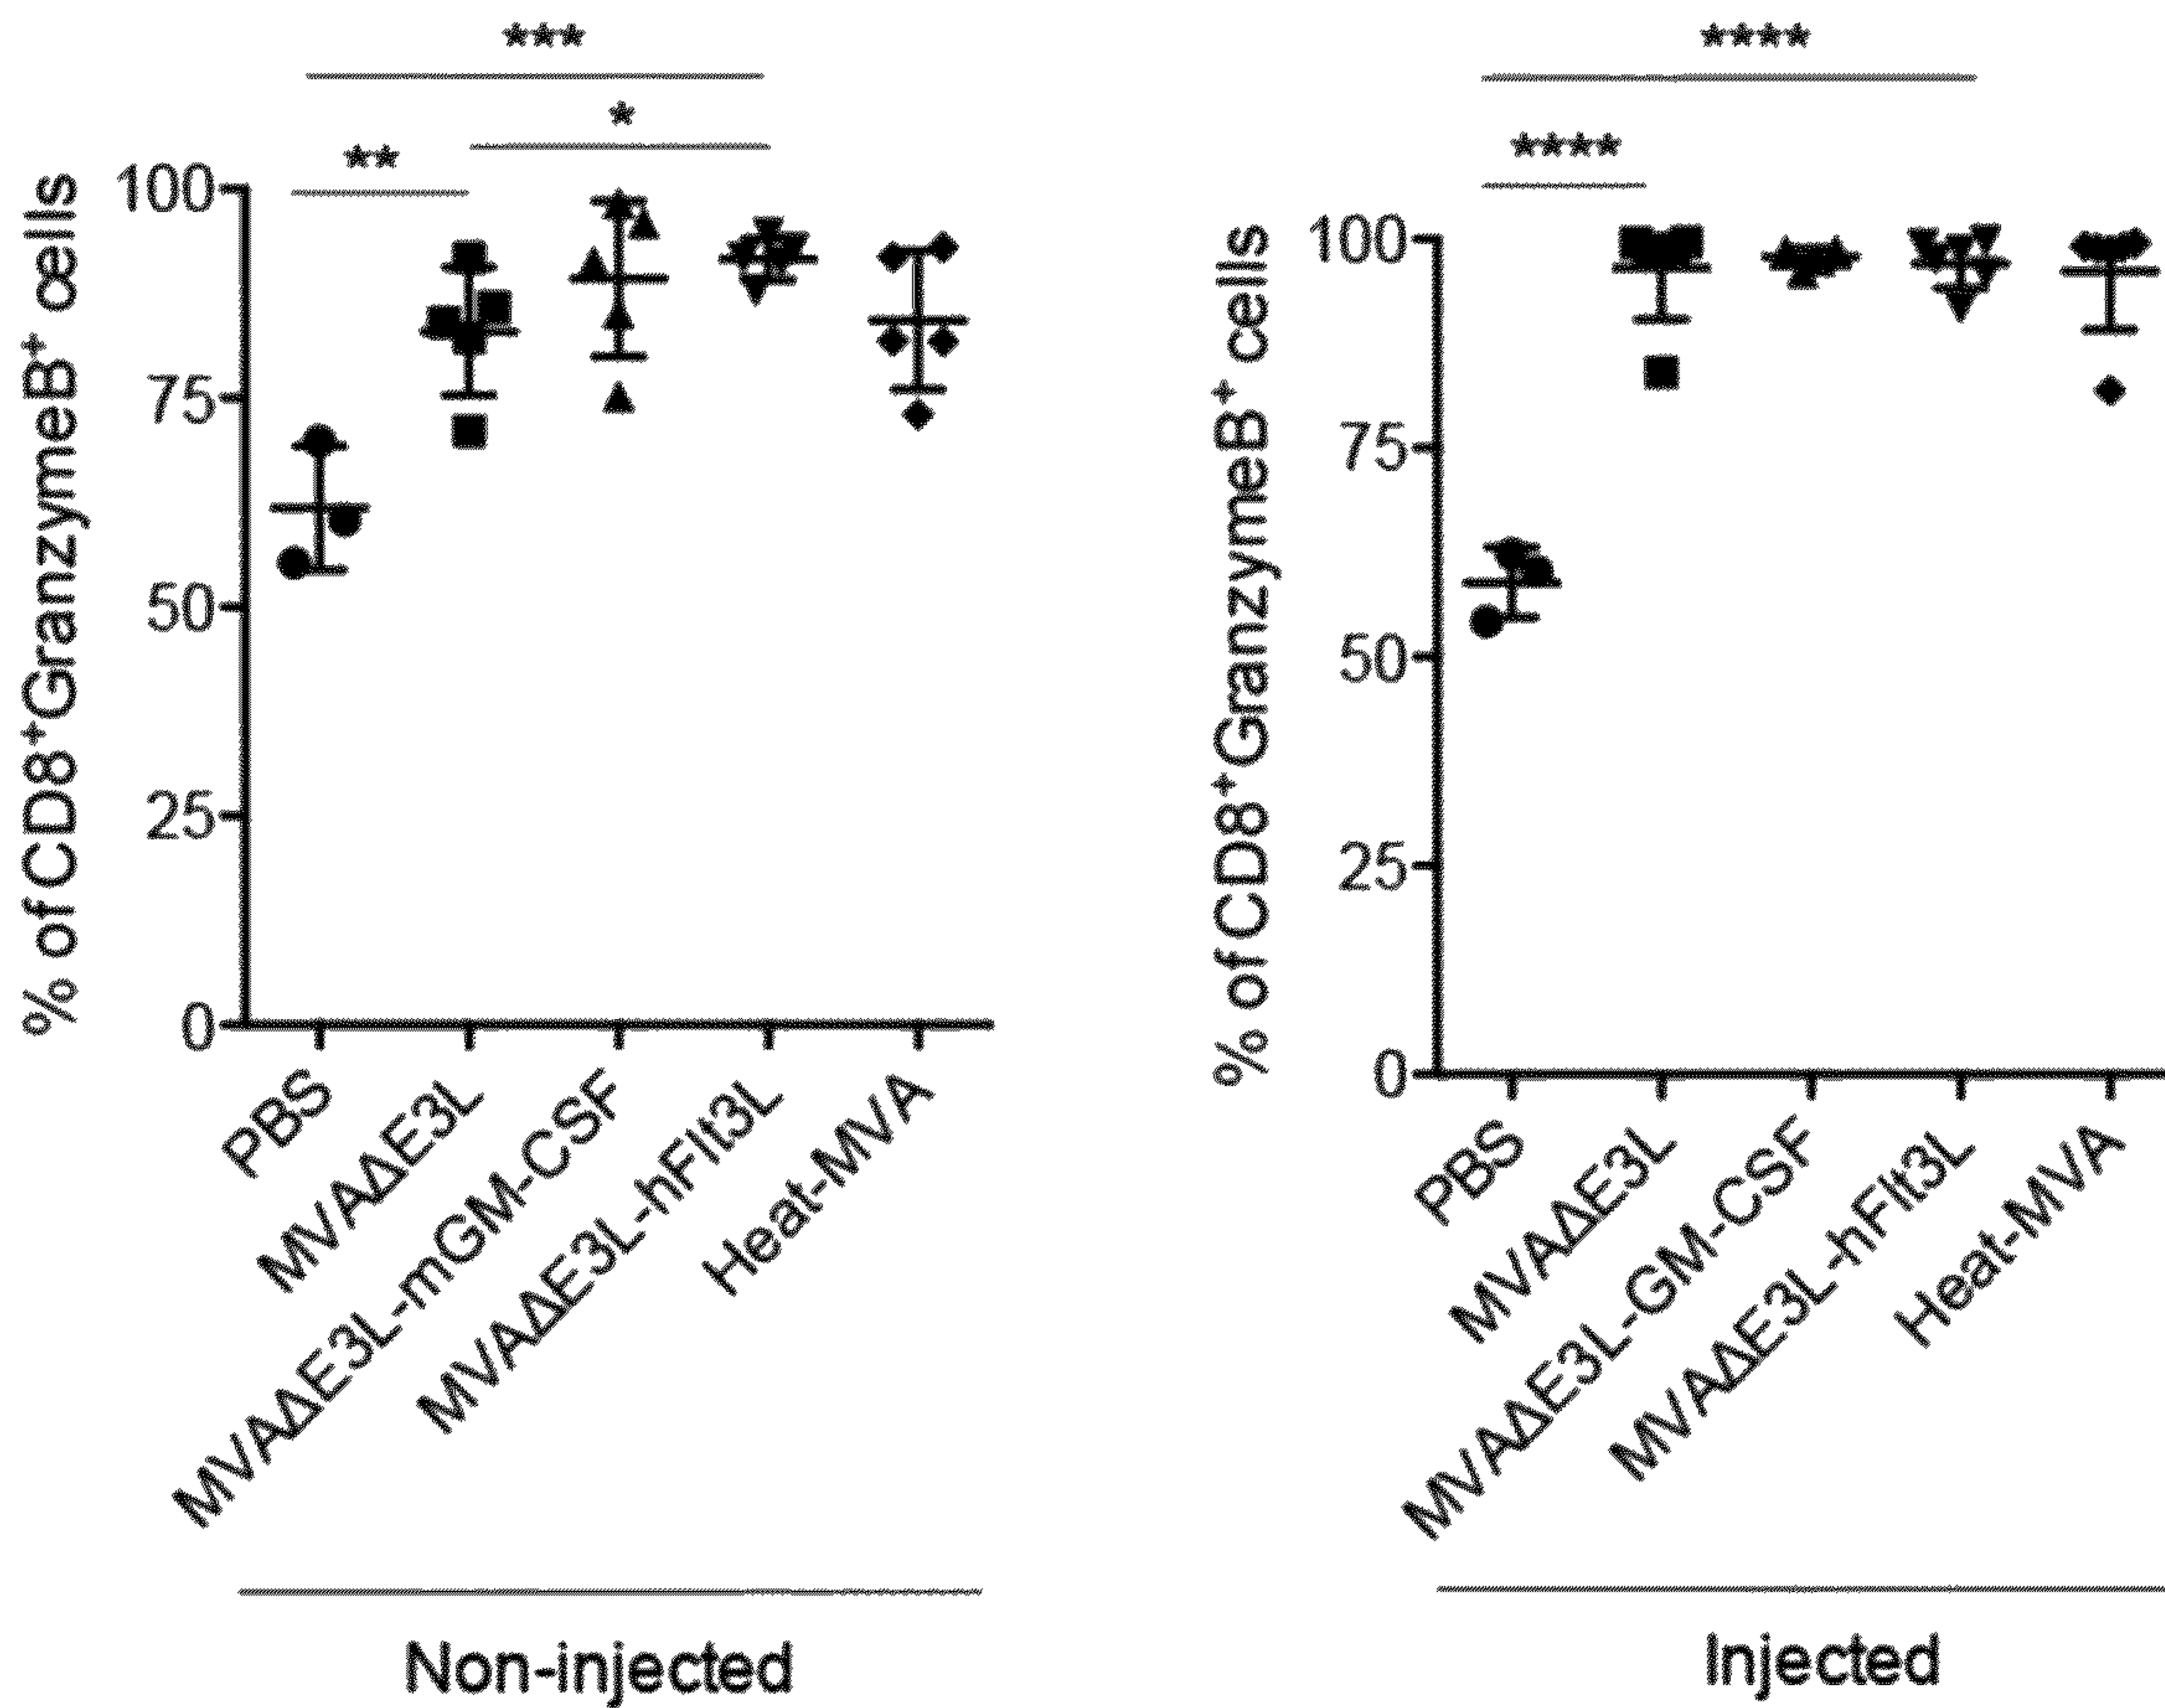 ***
*
**
% of CD8⁺GranzymeB⁺ cells
100
75
50
25
0
PBS
MVAΔE3L
MVAΔE3L-mGM-CSF
MVAΔE3L-hFlt3L
Heat-MVA
Non-injected
****
****
% of CD8⁺GranzymeB⁺ cells
100
75
50
25
0
PBS
MVAΔE3L
MVAΔE3L-GM-CSF
MVAΔE3L-hFlt3L
Heat-MVA
Injected